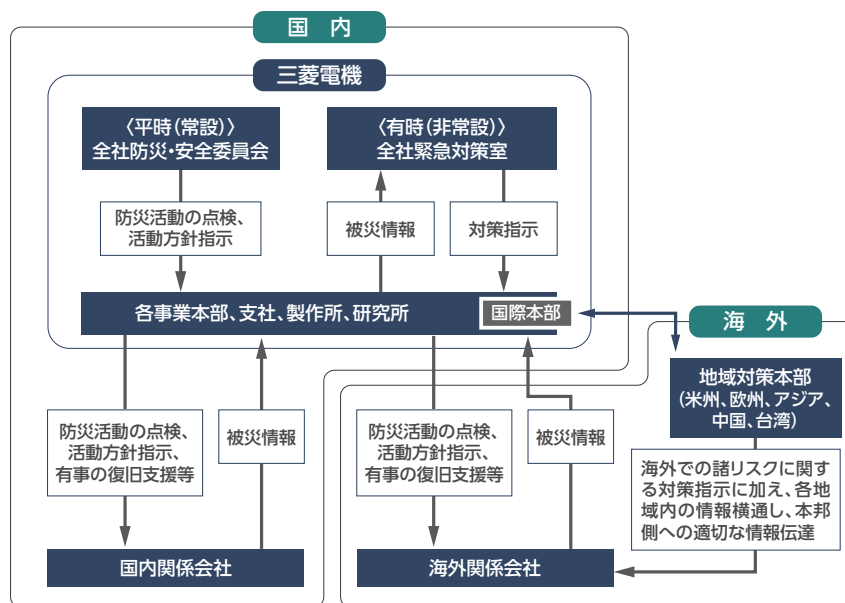 国 内
三菱電機
〈平時(常設)〉
全社防災・安全委員会
〈有時(非常設)〉
全社緊急対策室
防災活動の点検、
活動方針指示
被災情報
対策指示
各事業本部、支社、製作所、研究所
国際本部
海 外
地域対策本部
(米州、欧州、アジア、
中国、台湾)
防災活動の点検、
活動方針指示、
有事の復旧支援等
被災情報
防災活動の点検、
活動方針指示、
有事の復旧支援等
被災情報
海外での諸リスクに関す
る対策指示に加え、各地
域内の情報横通し、本邦
側への適切な情報伝達
国内関係会社
海外関係会社